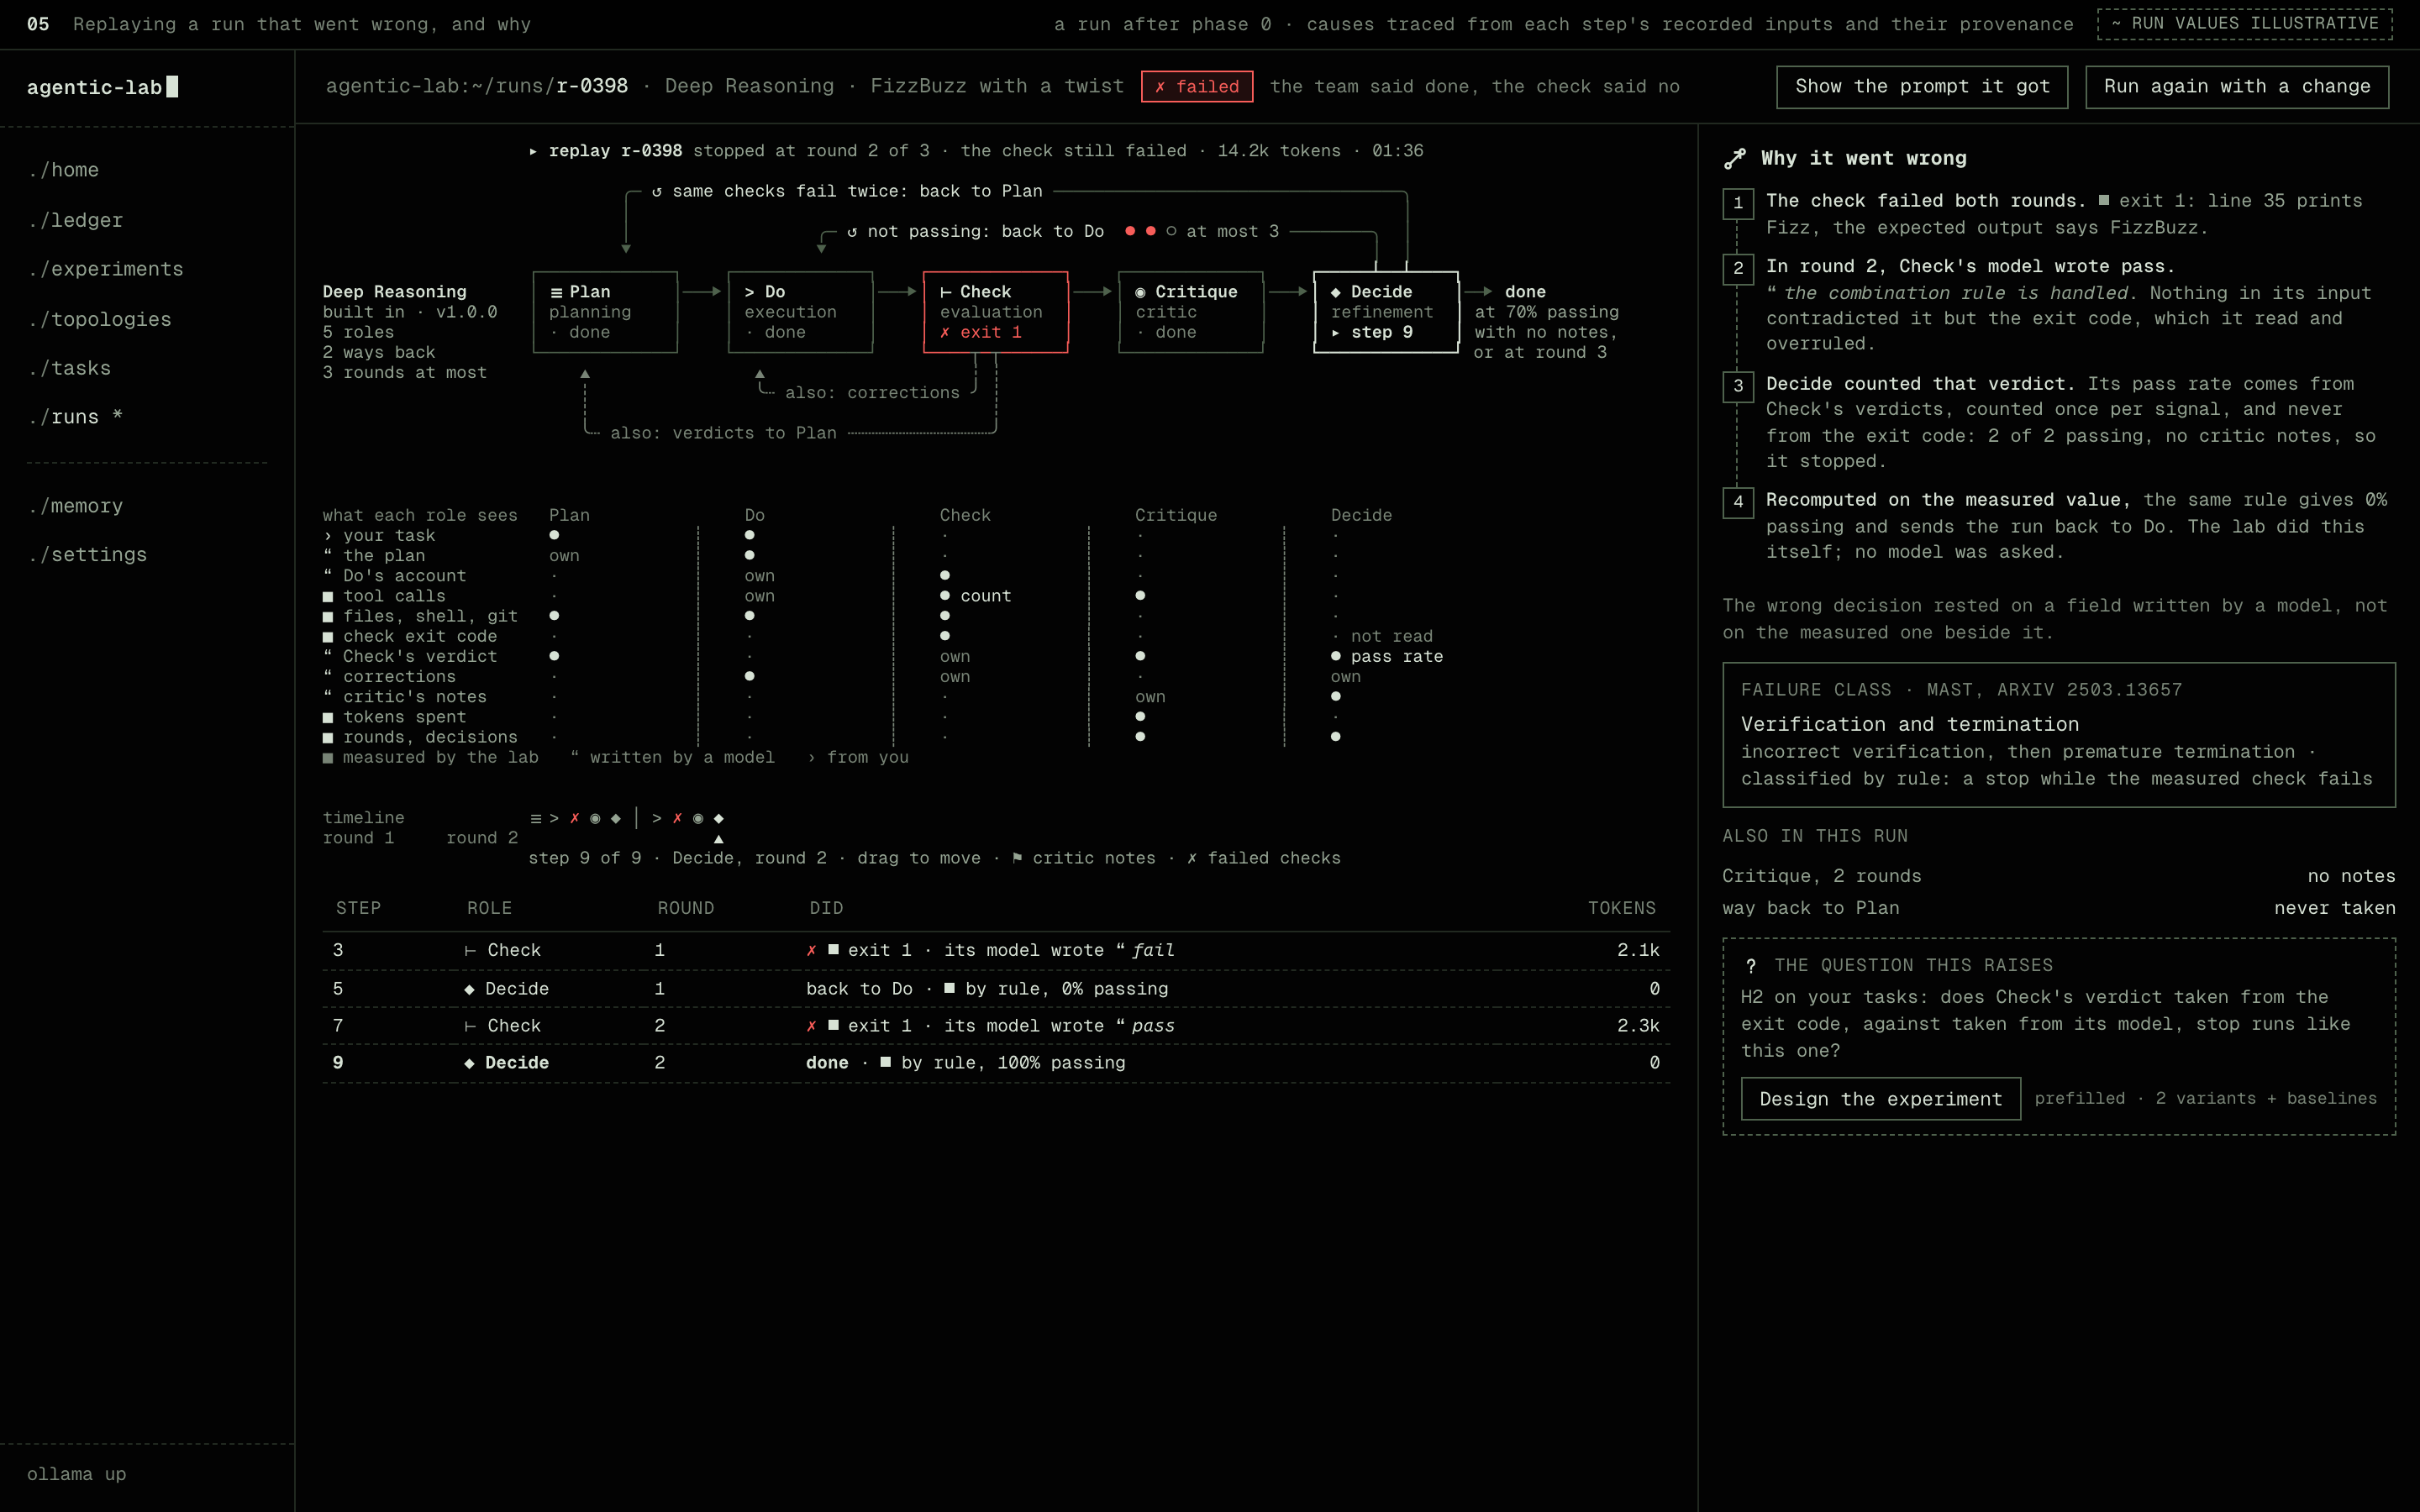 05 Replaying a run that went wrong, and why
a run after phase 0 · causes traced from each step's recorded inputs and their provenance
~ RUN VALUES ILLUSTRATIVE
agentic-lab
./home
./ledger
./experiments
./topologies
./tasks
./runs *
./memory
./settings
ollama up
agentic-lab:~/runs/r-0398 · Deep Reasoning · FizzBuzz with a twist ✗ failed the team said done, the check said no
Show the prompt it got
Run again with a change
▸ replay r-0398 stopped at round 2 of 3 · the check still failed · 14.2k tokens · 01:36
↺ same checks fail twice: back to Plan
↺ not passing: back to Do ● ● ○ at most 3
Deep Reasoning
built in · v1.0.0
5 roles
2 ways back
3 rounds at most
≡ Plan
planning
· done
> Do
execution
· done
⊢ Check
evaluation
✗ exit 1
◉ Critique
critic
· done
◆ Decide
refinement
▸ step 9
done
at 70% passing
with no notes,
or at round 3
also: corrections
also: verdicts to Plan
what each role sees Plan Do Check Critique Decide
› your task ● ● · · ·
“ the plan own ● · · ·
“ Do's account · own ● · ·
■ tool calls · own ● count ● ·
■ files, shell, git ● ● ● · ·
■ check exit code · · ● · · not read
“ Check's verdict ● · own ● ● pass rate
“ corrections · ● own · own
“ critic's notes · · · own ●
■ tokens spent · · · ● ·
■ rounds, decisions · · · ● ●
■ measured by the lab “ written by a model › from you
timeline ≡ > ✗ ◉ ◆ │ > ✗ ◉ ◆
round 1 round 2 ▲
step 9 of 9 · Decide, round 2 · drag to move · ⚑ critic notes · ✗ failed checks
STEP ROLE ROUND DID TOKENS
3 ⊢ Check 1 ✗ ■ exit 1 · its model wrote “ fail 2.1k
5 ◆ Decide 1 back to Do · ■ by rule, 0% passing 0
7 ⊢ Check 2 ✗ ■ exit 1 · its model wrote “ pass 2.3k
9 ◆ Decide 2 done · ■ by rule, 100% passing 0
Why it went wrong
1 The check failed both rounds. ■ exit 1: line 35 prints
Fizz, the expected output says FizzBuzz.
2 In round 2, Check's model wrote pass.
“ the combination rule is handled. Nothing in its input
contradicted it but the exit code, which it read and
overruled.
3 Decide counted that verdict. Its pass rate comes from
Check's verdicts, counted once per signal, and never
from the exit code: 2 of 2 passing, no critic notes, so
it stopped.
4 Recomputed on the measured value, the same rule gives 0%
passing and sends the run back to Do. The lab did this
itself; no model was asked.
The wrong decision rested on a field written by a model, not
on the measured one beside it.
FAILURE CLASS · MAST, ARXIV 2503.13657
Verification and termination
incorrect verification, then premature termination ·
classified by rule: a stop while the measured check fails
ALSO IN THIS RUN
Critique, 2 rounds no notes
way back to Plan never taken
? THE QUESTION THIS RAISES
H2 on your tasks: does Check's verdict taken from the
exit code, against taken from its model, stop runs like
this one?
Design the experiment
prefilled · 2 variants + baselines